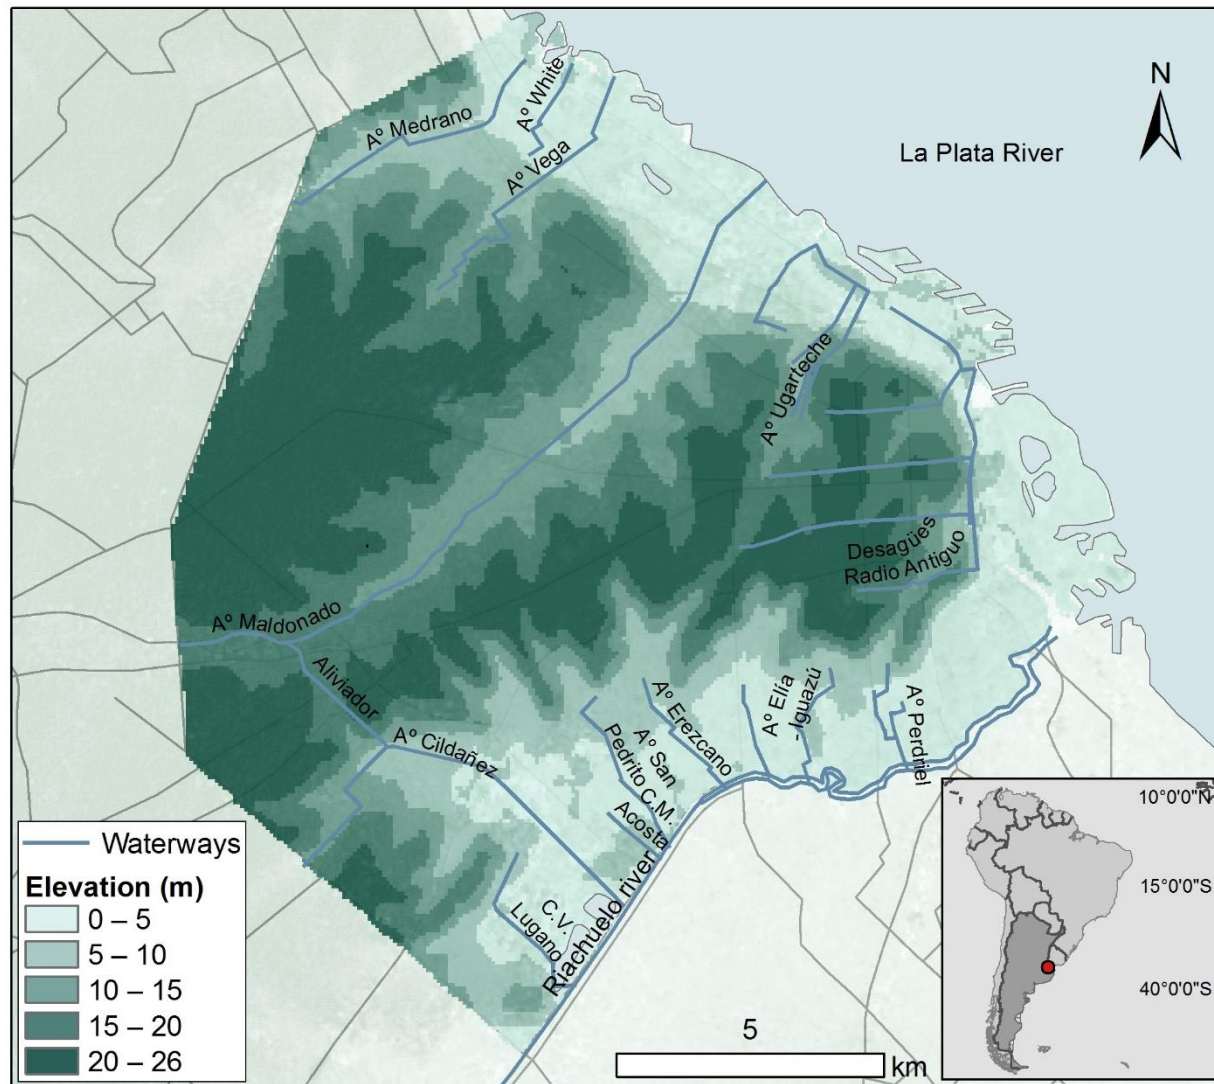 Aº Medrano
Aº White
Aº Vega
N
La Plata River
Aº Ugarteche
Desagües
Radio Antiguo
Aº Maldonado
Aliviador
Aº Cildañez
Aº San
Pedrito C.M.
Acosta
Aº Erezcano
Aº Elía
- Iguazú
Aº Perdriel
C.V.
Lugano
Riachuelo river
Waterways
Elevation (m)
0 – 5
5 – 10
10 – 15
15 – 20
20 – 26
5
km
10°0'0"N
15°0'0"S
40°0'0"S